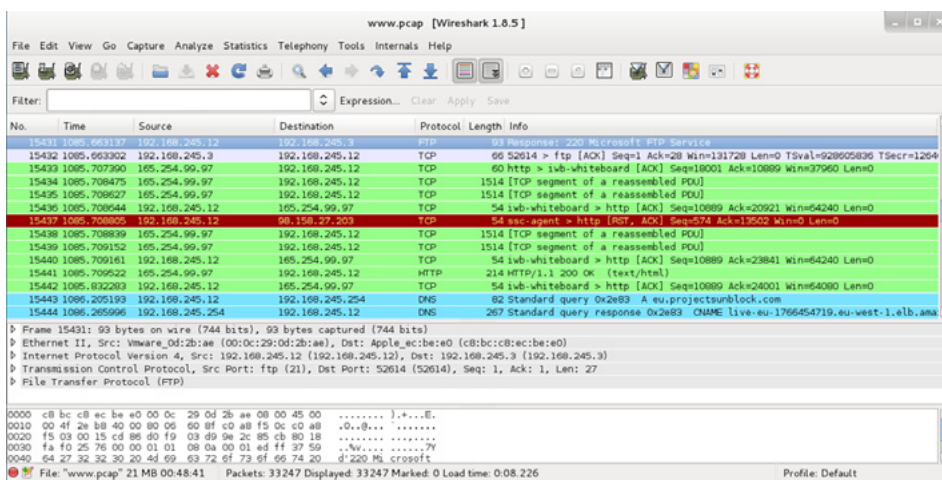 www.pcap [Wireshark 1.8.5 ]
File Edit View Go Capture Analyze Statistics Telephony Tools Internals Help
Filter: Expression... Clear Apply Save
No. Time Source Destination Protocol Length Info
15431 1085.663137 192.168.245.12 192.168.245.3 FTP 93 Response: 220 Microsoft FTP Service
15432 1085.663302 192.168.245.3 192.168.245.12 TCP 66 52614 > ftp [ACK] Seq=1 Ack=28 Win=131728 Len=0 TSval=928605836 TSecr=1264
15433 1085.707390 165.254.99.97 192.168.245.12 TCP 60 http > iwb-whiteboard [ACK] Seq=18001 Ack=10889 Win=37960 Len=0
15434 1085.708475 165.254.99.97 192.168.245.12 TCP 1514 [TCP segment of a reassembled PDU]
15435 1085.708627 165.254.99.97 192.168.245.12 TCP 1514 [TCP segment of a reassembled PDU]
15436 1085.708644 192.168.245.12 165.254.99.97 TCP 54 iwb-whiteboard > http [ACK] Seq=10889 Ack=20921 Win=64240 Len=0
15437 1085.708805 192.168.245.12 98.158.27.203 TCP 54 ssc-agent > http [RST, ACK] Seq=574 Ack=13502 Win=0 Len=0
15438 1085.708839 165.254.99.97 192.168.245.12 TCP 1514 [TCP segment of a reassembled PDU]
15439 1085.709152 165.254.99.97 192.168.245.12 TCP 1514 [TCP segment of a reassembled PDU]
15440 1085.709161 192.168.245.12 165.254.99.97 TCP 54 iwb-whiteboard > http [ACK] Seq=10889 Ack=23841 Win=64240 Len=0
15441 1085.709522 165.254.99.97 192.168.245.12 HTTP 214 HTTP/1.1 200 OK (text/html)
15442 1085.832283 192.168.245.12 165.254.99.97 TCP 54 iwb-whiteboard > http [ACK] Seq=10889 Ack=24001 Win=64080 Len=0
15443 1086.205193 192.168.245.12 192.168.245.254 DNS 82 Standard query 0x2e83 A eu.projectsunblock.com
15444 1086.265996 192.168.245.254 192.168.245.12 DNS 267 Standard query response 0x2e83 CNAME live-eu-1766454719.eu-west-1.elb.ama
Frame 15431: 93 bytes on wire (744 bits), 93 bytes captured (744 bits)
Ethernet II, Src: Vmware_0d:2b:ae (00:0c:29:0d:2b:ae), Dst: Apple_ec:be:e0 (c8:bc:c8:ec:be:e0)
Internet Protocol Version 4, Src: 192.168.245.12 (192.168.245.12), Dst: 192.168.245.3 (192.168.245.3)
Transmission Control Protocol, Src Port: ftp (21), Dst Port: 52614 (52614), Seq: 1, Ack: 1, Len: 27
File Transfer Protocol (FTP)
0000 c8 bc c8 ec be e0 00 0c 29 0d 2b ae 08 00 45 00 ........ ).+...E.
0010 00 4f 2e b8 40 00 80 06 60 8f c0 a8 f5 0c c0 a8 .O..@... `.......
0020 f5 03 00 15 cd 86 d0 f9 03 d9 9e 2c 85 cb 80 18 ........ ...,....
0030 fa f0 25 76 00 00 01 01 08 0a 00 01 ed ff 37 59 ..%v.... ......7Y
0040 64 27 32 32 30 20 4d 69 63 72 6f 73 6f 66 74 20 d'220 Mi crosoft
File: "www.pcap" 21 MB 00:48:41 Packets: 33247 Displayed: 33247 Marked: 0 Load time: 0:08.226 Profile: Default